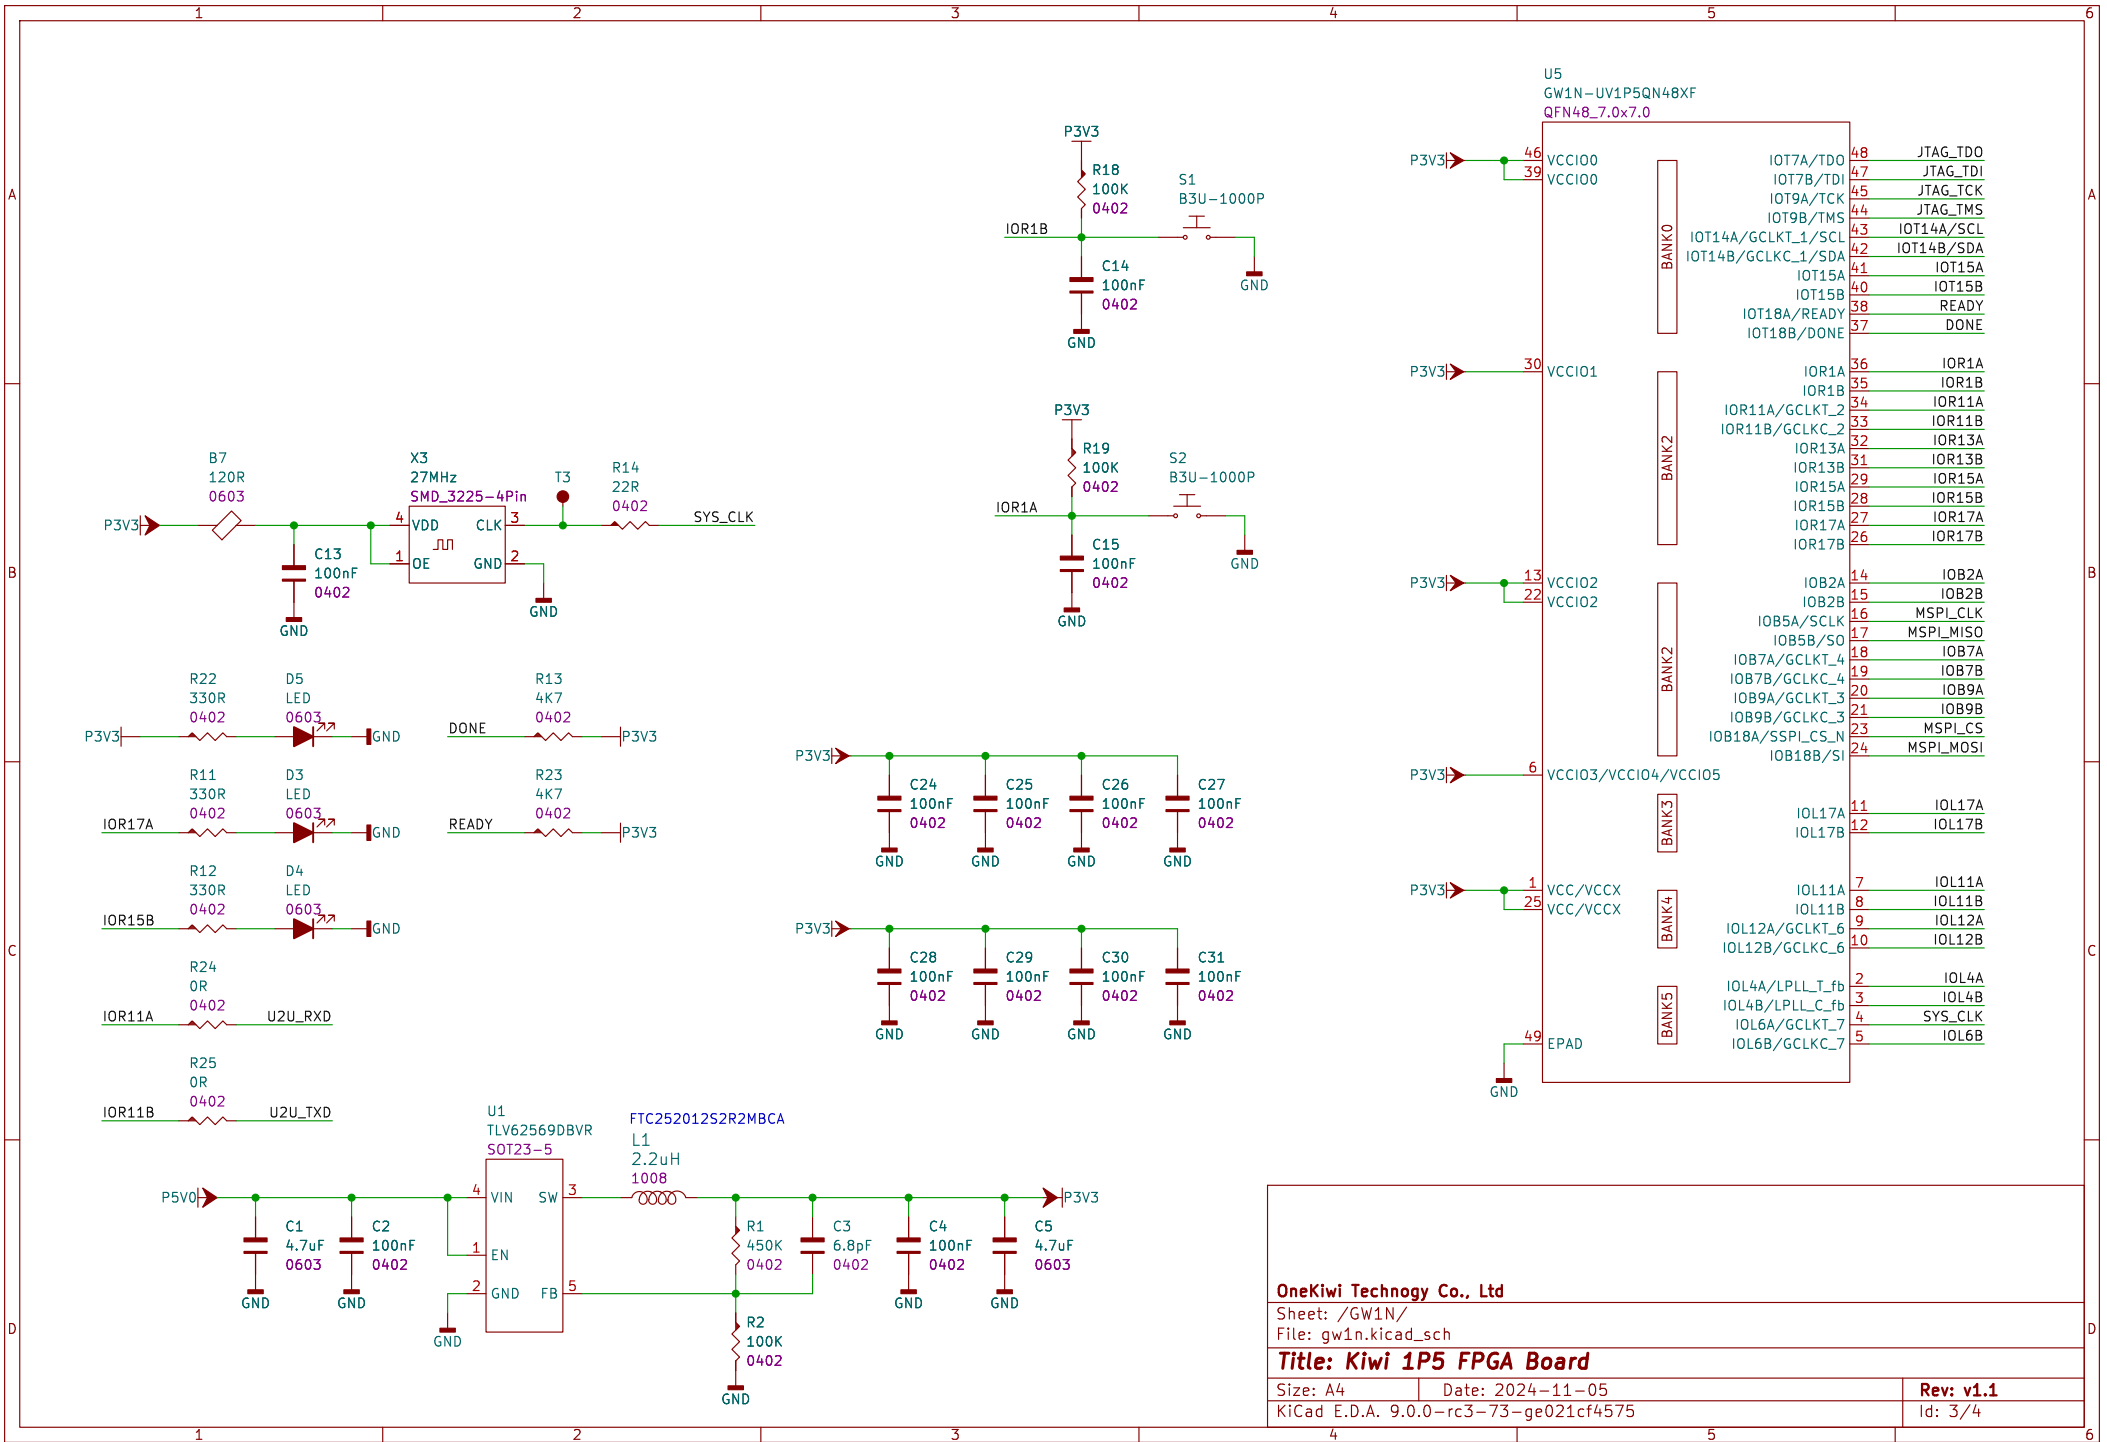 1 2 3 4 5 6
A
B
C
D
A
B
C
D
1 2 3 4 5 6
U5
GW1N-UV1P5QN48XF
QFN48_7.0x7.0
P3V3
46 VCCIO0
39 VCCIO0
P3V3
30 VCCIO1
P3V3
13 VCCIO2
22 VCCIO2
P3V3
6 VCCIO3/VCCIO4/VCCIO5
P3V3
1 VCC/VCCX
25 VCC/VCCX
49 EPAD
GND
BANK0
BANK2
BANK2
BANK3
BANK4
BANK5
IOT7A/TDO 48 JTAG_TDO
IOT7B/TDI 47 JTAG_TDI
IOT9A/TCK 45 JTAG_TCK
IOT9B/TMS 44 JTAG_TMS
IOT14A/GCLKT_1/SCL 43 IOT14A/SCL
IOT14B/GCLKC_1/SDA 42 IOT14B/SDA
IOT15A 41 IOT15A
IOT15B 40 IOT15B
IOT18A/READY 38 READY
IOT18B/DONE 37 DONE
IOR1A 36 IOR1A
IOR1B 35 IOR1B
IOR11A/GCLKT_2 34 IOR11A
IOR11B/GCLKC_2 33 IOR11B
IOR13A 32 IOR13A
IOR13B 31 IOR13B
IOR15A 29 IOR15A
IOR15B 28 IOR15B
IOR17A 27 IOR17A
IOR17B 26 IOR17B
IOB2A 14 IOB2A
IOB2B 15 IOB2B
IOB5A/SCLK 16 MSPI_CLK
IOB5B/SO 17 MSPI_MISO
IOB7A/GCLKT_4 18 IOB7A
IOB7B/GCLKC_4 19 IOB7B
IOB9A/GCLKT_3 20 IOB9A
IOB9B/GCLKC_3 21 IOB9B
IOB18A/SSPI_CS_N 23 MSPI_CS
IOB18B/SI 24 MSPI_MOSI
IOL17A 11 IOL17A
IOL17B 12 IOL17B
IOL11A 7 IOL11A
IOL11B 8 IOL11B
IOL12A/GCLKT_6 9 IOL12A
IOL12B/GCLKC_6 10 IOL12B
IOL4A/LPLL_T_fb 2 IOL4A
IOL4B/LPLL_C_fb 3 IOL4B
IOL6A/GCLKT_7 4 SYS_CLK
IOL6B/GCLKC_7 5 IOL6B
P3V3
R18
100K
0402
IOR1B
S1
B3U-1000P
GND
C14
100nF
0402
GND
P3V3
R19
100K
0402
IOR1A
S2
B3U-1000P
GND
C15
100nF
0402
GND
P3V3
B7
120R
0603
C13
100nF
0402
GND
X3
27MHz
SMD_3225-4Pin
4 VDD CLK 3
1 OE GND 2
GND
T3
R14
22R
0402
SYS_CLK
P3V3
R22
330R
0402
D5
LED
0603
GND
DONE
R13
4K7
0402
P3V3
IOR17A
R11
330R
0402
D3
LED
0603
GND
READY
R23
4K7
0402
P3V3
IOR15B
R12
330R
0402
D4
LED
0603
GND
IOR11A
R24
0R
0402
U2U_RXD
IOR11B
R25
0R
0402
U2U_TXD
P3V3
C24
100nF
0402
GND
C25
100nF
0402
GND
C26
100nF
0402
GND
C27
100nF
0402
GND
P3V3
C28
100nF
0402
GND
C29
100nF
0402
GND
C30
100nF
0402
GND
C31
100nF
0402
GND
P5V0
C1
4.7uF
0603
GND
C2
100nF
0402
GND
U1
TLV62569DBVR
SOT23-5
4 VIN SW 3
1 EN
2 GND FB 5
GND
FTC252012S2R2MBCA
L1
2.2uH
1008
R1
450K
0402
C3
6.8pF
0402
C4
100nF
0402
GND
C5
4.7uF
0603
GND
P3V3
R2
100K
0402
GND
OneKiwi Technogy Co., Ltd
Sheet: /GW1N/
File: gw1n.kicad_sch
Title: Kiwi 1P5 FPGA Board
Size: A4 Date: 2024-11-05 Rev: v1.1
KiCad E.D.A. 9.0.0-rc3-73-ge021cf4575 Id: 3/4